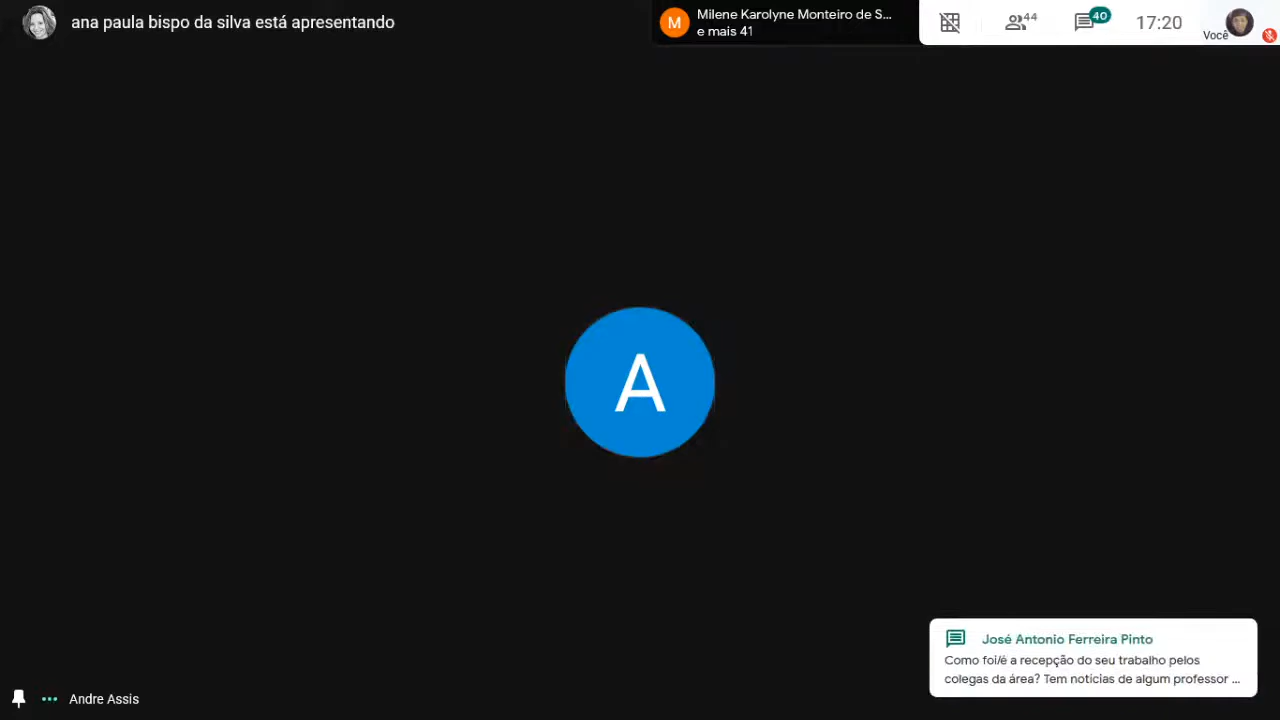 ana paula bispo da silva está apresentando
M
Milene Karolyne Monteiro de S...
e mais 41
44
40
17:20
Você
A
José Antonio Ferreira Pinto
Como foi/é a recepção do seu trabalho pelos
colegas da área? Tem notícias de algum professor ...
Andre Assis